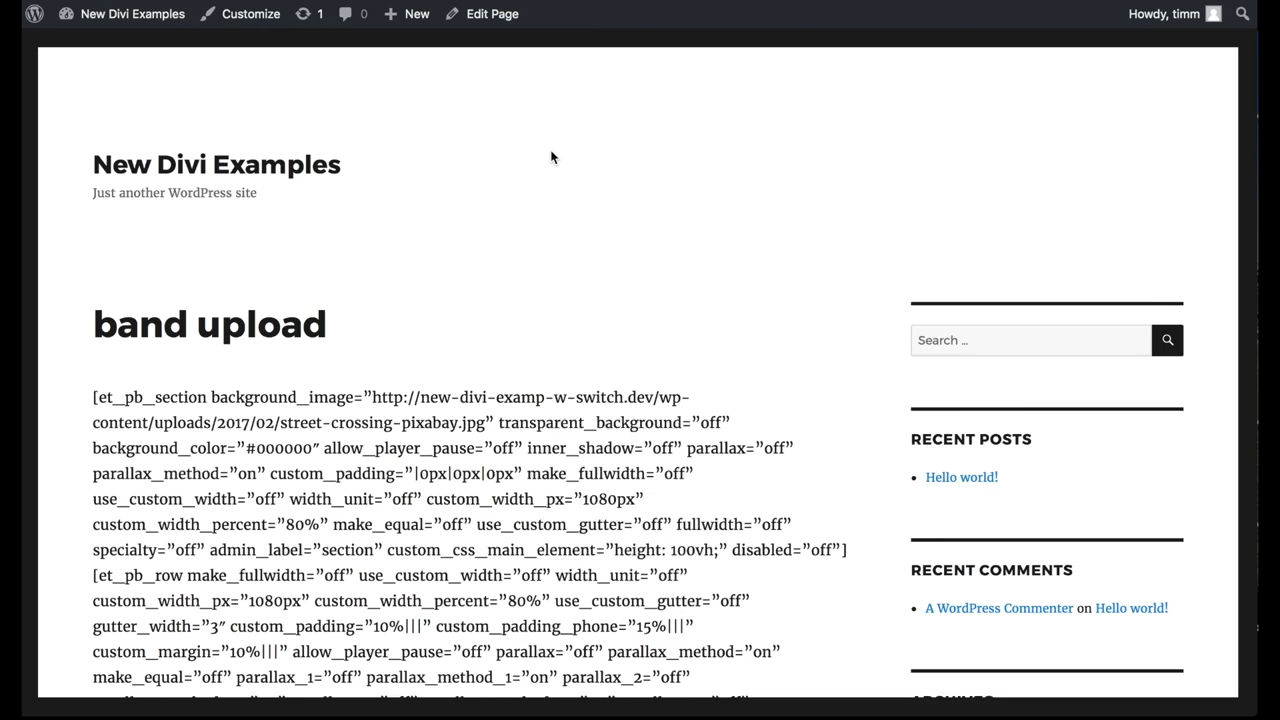 New Divi Examples Customize 1 0 New Edit Page Howdy, timm
New Divi Examples
Just another WordPress site
band upload
[et_pb_section background_image=”http://new-divi-examp-w-switch.dev/wp-
content/uploads/2017/02/street-crossing-pixabay.jpg” transparent_background=”off”
background_color=”#000000″ allow_player_pause=”off” inner_shadow=”off” parallax=”off”
parallax_method=”on” custom_padding=”|0px|0px|0px” make_fullwidth=”off”
use_custom_width=”off” width_unit=”off” custom_width_px=”1080px”
custom_width_percent=”80%” make_equal=”off” use_custom_gutter=”off” fullwidth=”off”
specialty=”off” admin_label=”section” custom_css_main_element=”height: 100vh;” disabled=”off”]
[et_pb_row make_fullwidth=”off” use_custom_width=”off” width_unit=”off”
custom_width_px=”1080px” custom_width_percent=”80%” use_custom_gutter=”off”
gutter_width=”3″ custom_padding=”10%|||” custom_padding_phone=”15%|||”
custom_margin=”10%|||” allow_player_pause=”off” parallax=”off” parallax_method=”on”
make_equal=”off” parallax_1=”off” parallax_method_1=”on” parallax_2=”off”
Search …
RECENT POSTS
Hello world!
RECENT COMMENTS
A WordPress Commenter on Hello world!
ARCHIVES